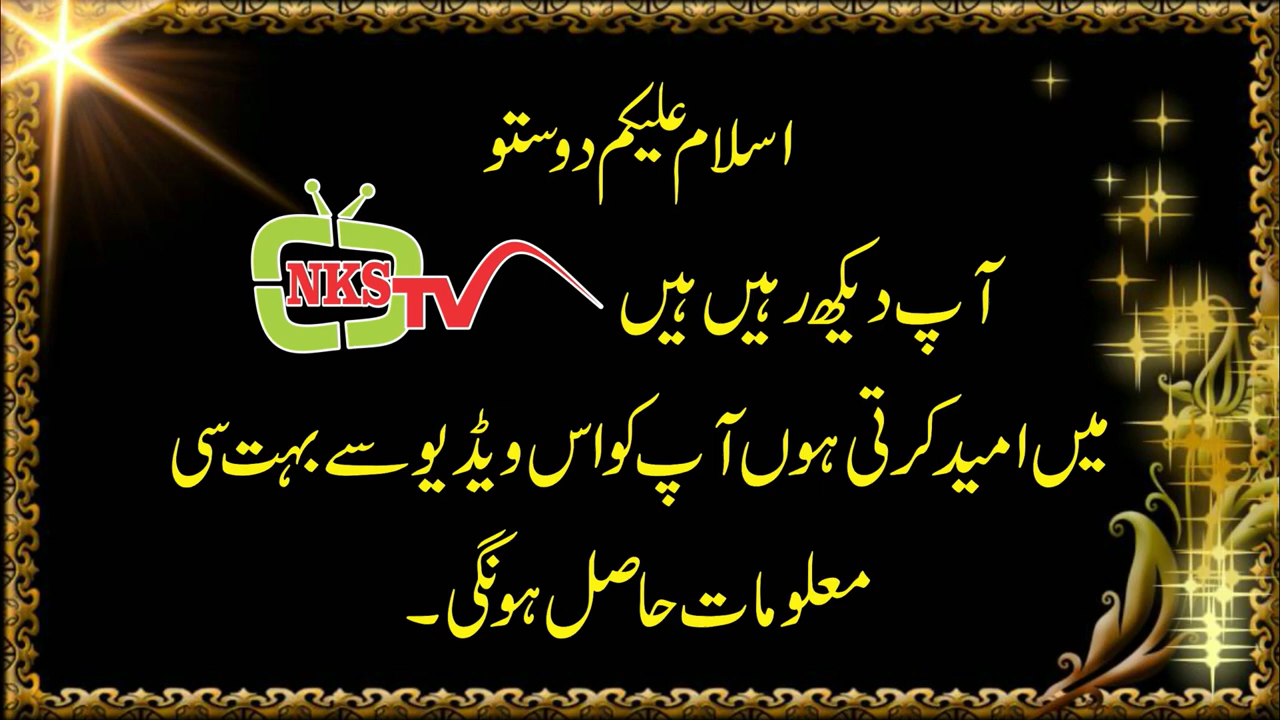 اسلام علیکم دوستو
آپ دیکھ رہیں ہیں NKS TV
میں امید کرتی ہوں آپ کو اس ویڈیو سے بہت سی
معلومات حاصل ہونگی۔